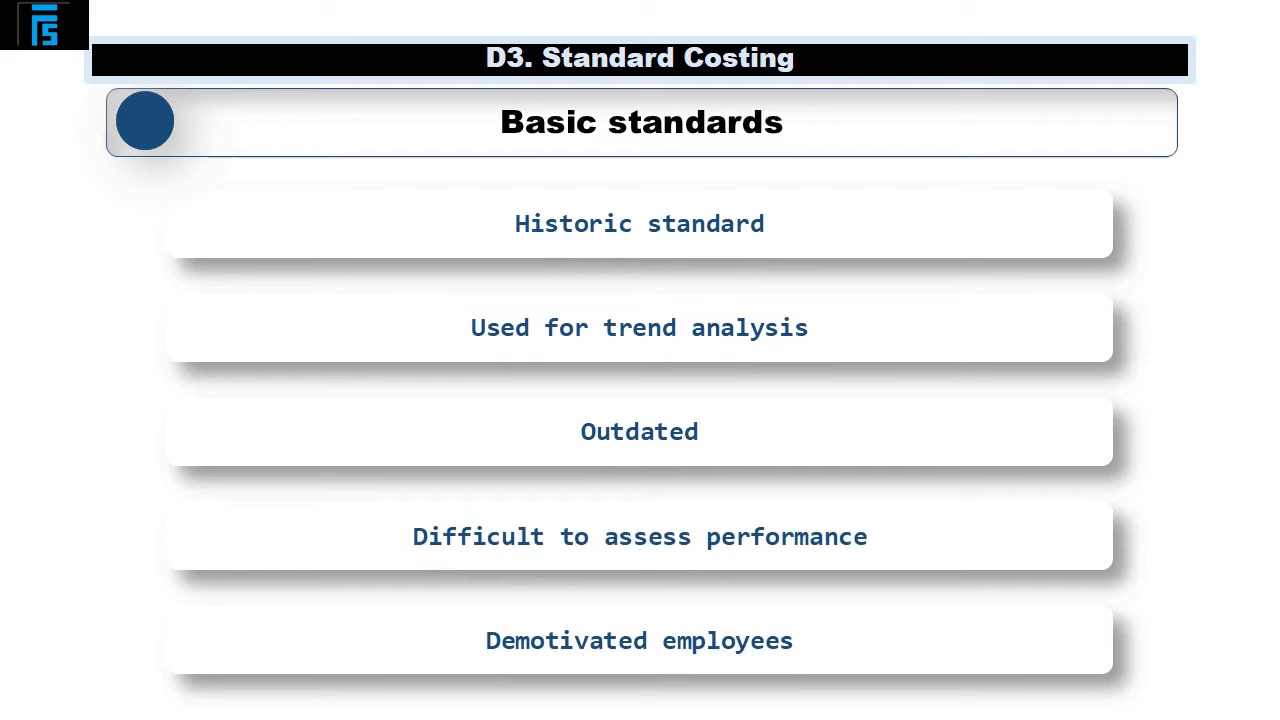 D3. Standard Costing
Basic standards
Historic standard
Used for trend analysis
Outdated
Difficult to assess performance
Demotivated employees